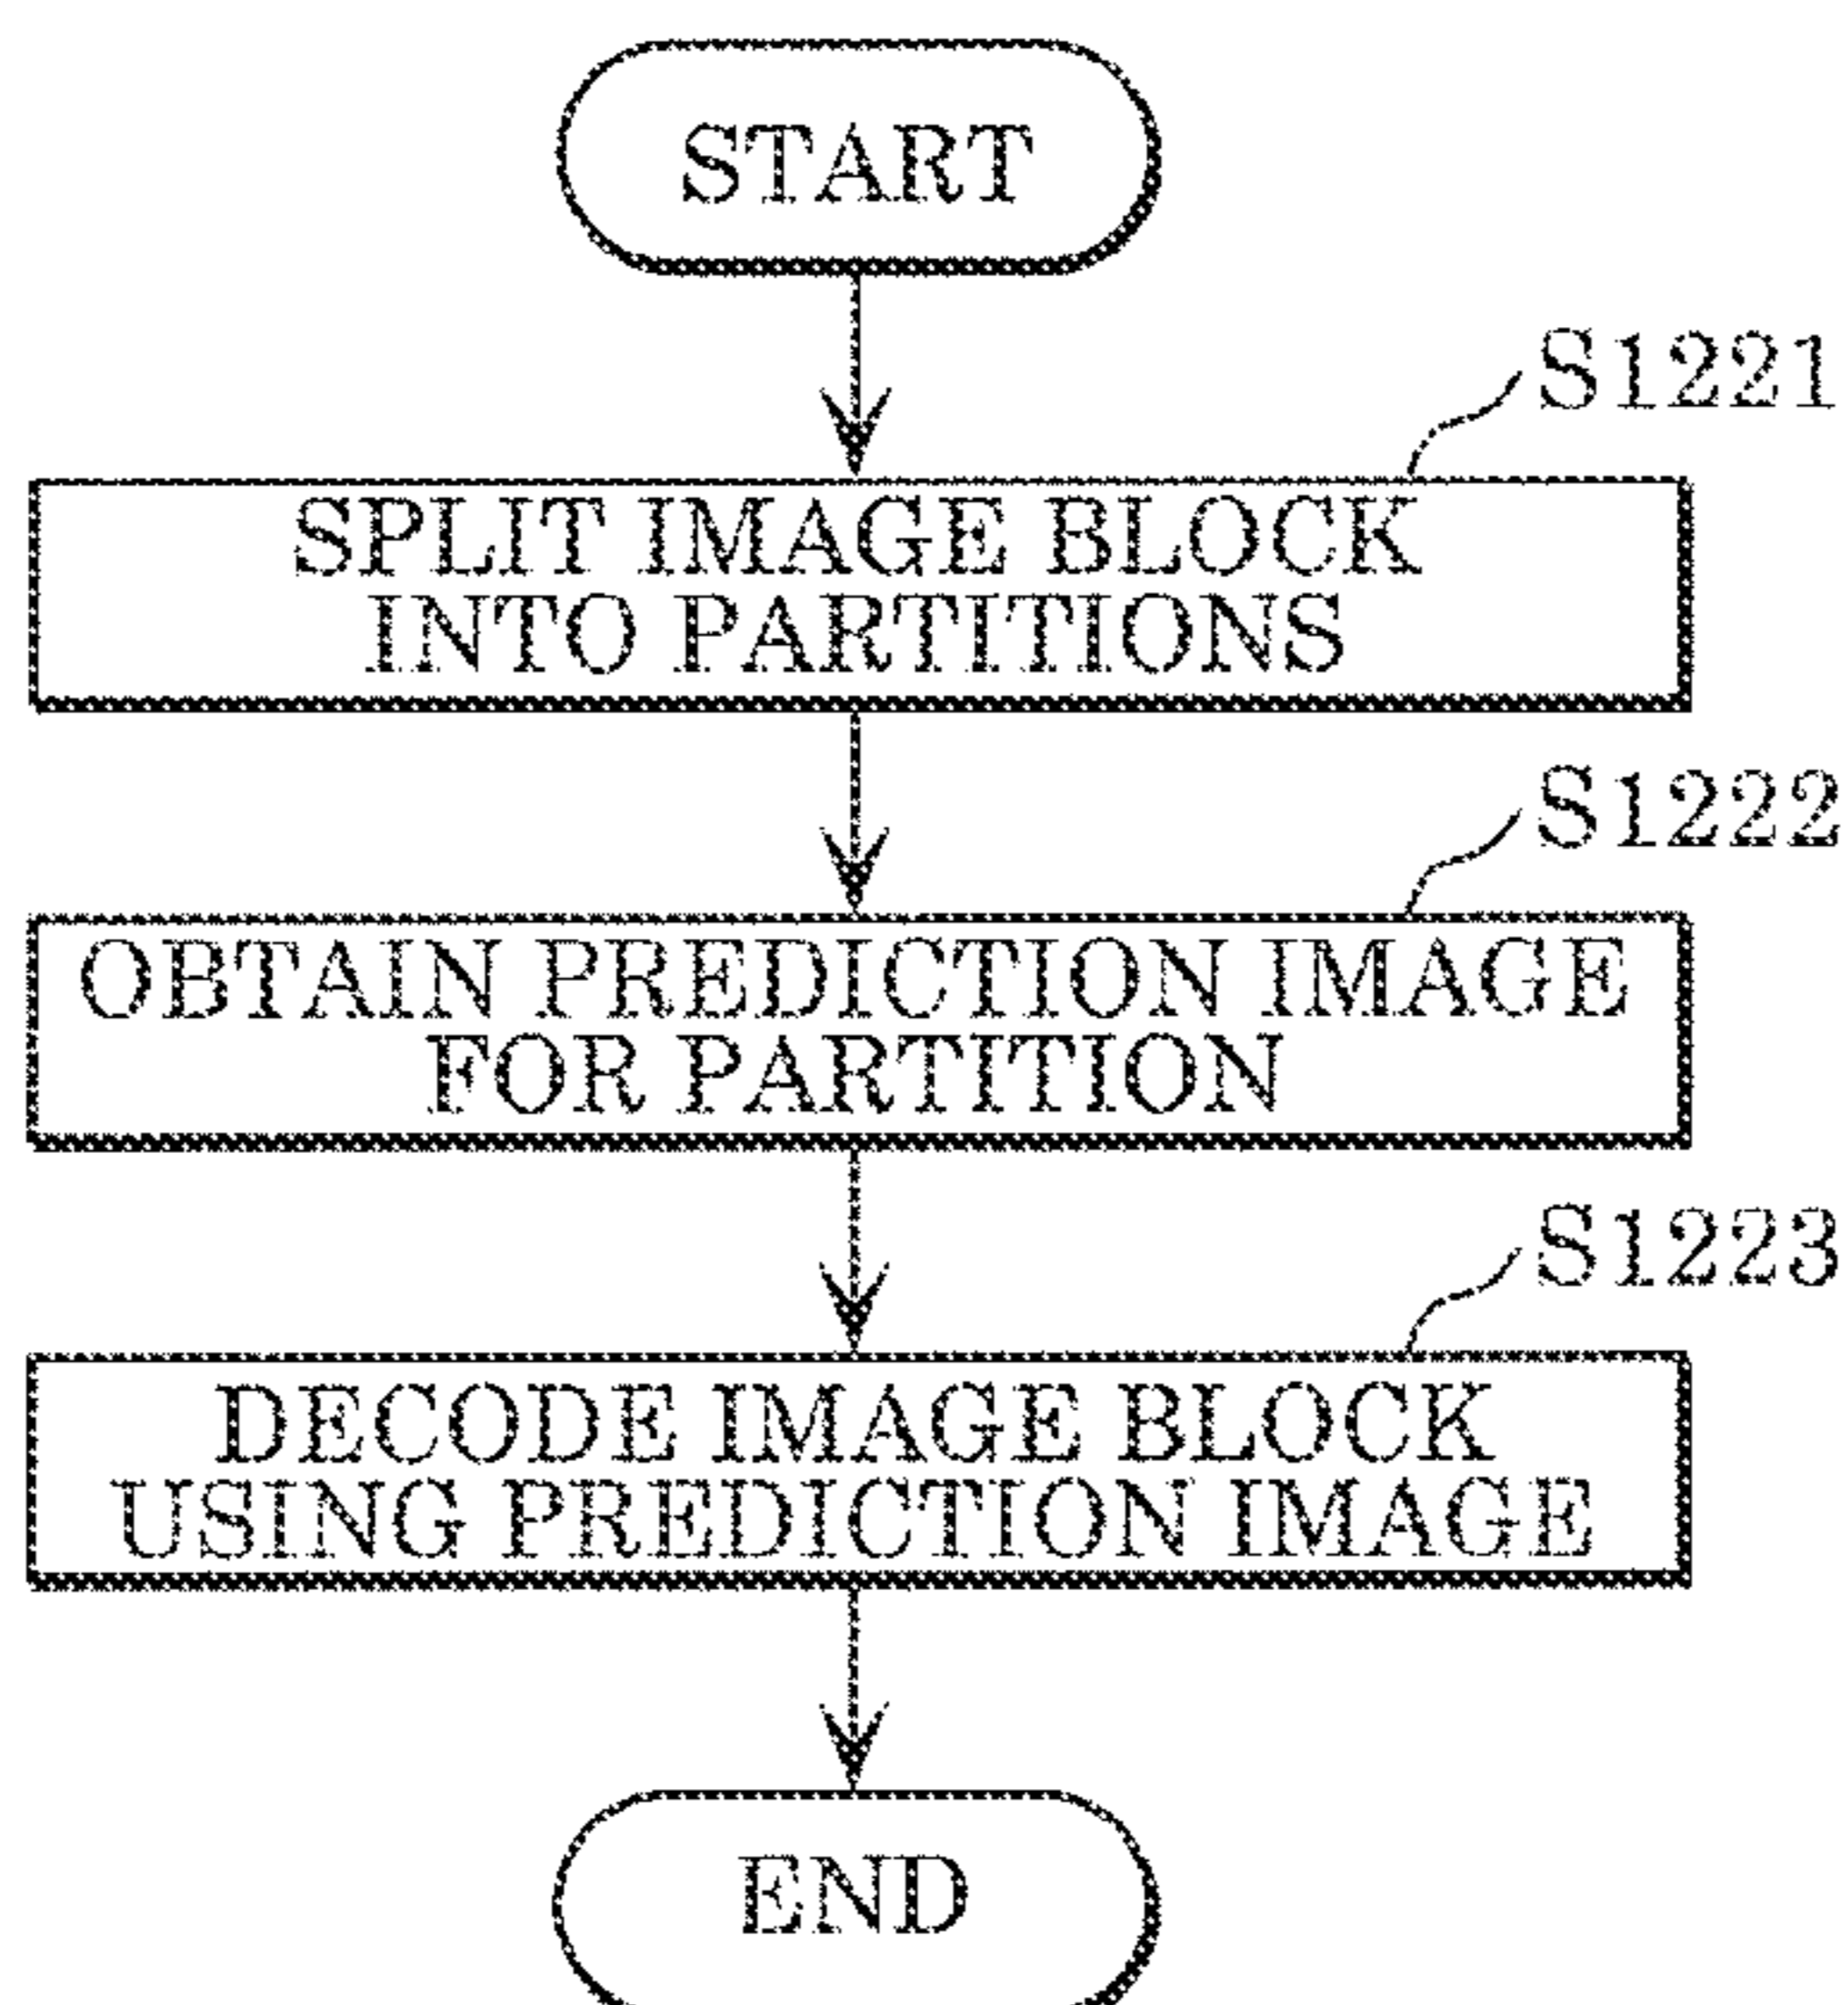 START
S1221
SPLIT IMAGE BLOCK
INTO PARTITIONS
S1222
OBTAIN PREDICTION IMAGE
FOR PARTITION
S1223
DECODE IMAGE BLOCK
USING PREDICTION IMAGE
END